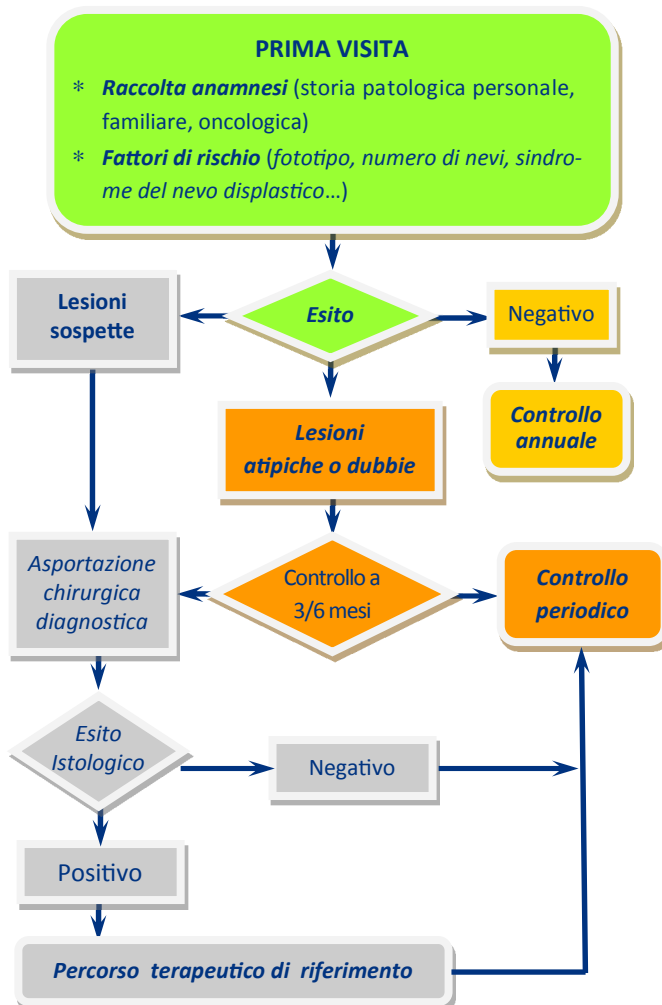 PRIMA VISITA
* Raccolta anamnesi (storia patologica personale,
familiare, oncologica)
* Fattori di rischio (fototipo, numero di nevi, sindro-
me del nevo displastico...)
Lesioni
sospette
Esito
Negativo
Controllo
annuale
Lesioni
atipiche o dubbie
Asportazione
chirurgica
diagnostica
Controllo a
3/6 mesi
Controllo
periodico
Esito
Istologico
Negativo
Positivo
Percorso terapeutico di riferimento